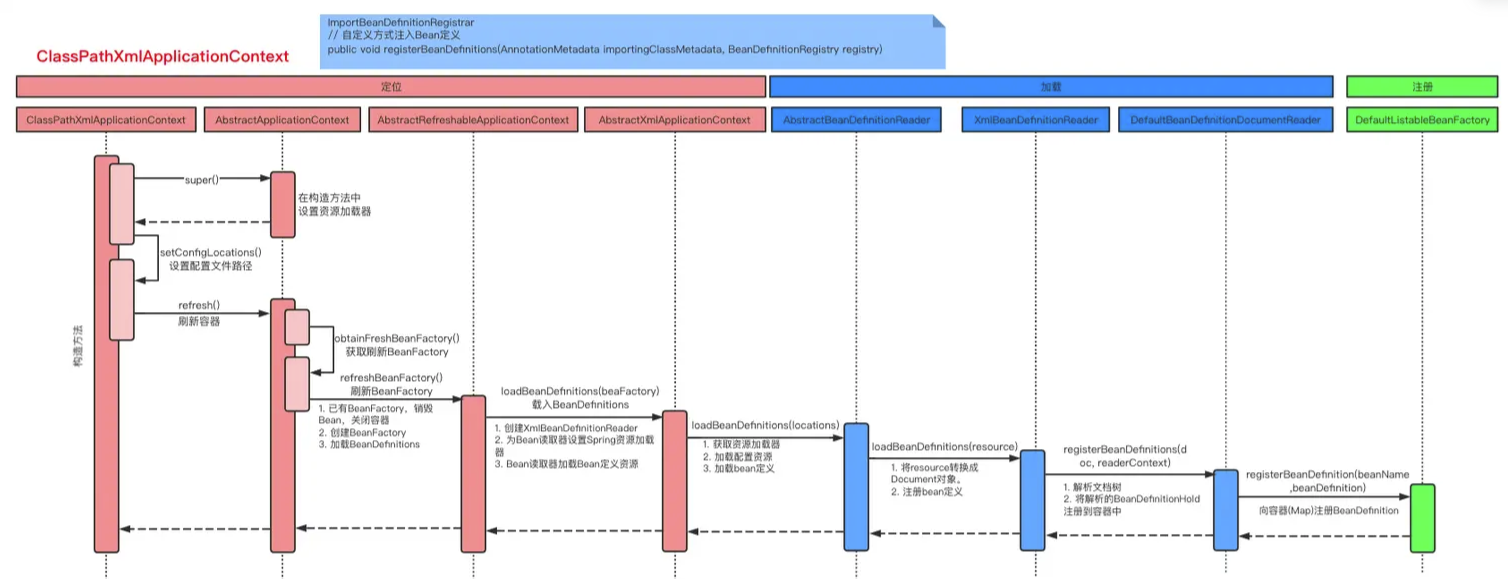 ImportBeanDefinitionRegistrar
// 自定义方式注入Bean定义
public void registerBeanDefinitions(AnnotationMetadata importingClassMetadata, BeanDefinitionRegistry registry)
ClassPathXmlApplicationContext
定位
加载
注册
ClassPathXmlApplicationContext
AbstractApplicationContext
AbstractRefreshableApplicationContext
AbstractXmlApplicationContext
AbstractBeanDefinitionReader
XmlBeanDefinitionReader
DefaultBeanDefinitionDocumentReader
DefaultListableBeanFactory
构造方法
super()
在构造方法中
设置资源加载器
setConfigLocations()
设置配置文件路径
refresh()
刷新容器
obtainFreshBeanFactory()
获取刷新BeanFactory
refreshBeanFactory()
刷新BeanFactory
1. 已有BeanFactory，销毁
Bean，关闭容器
2. 创建BeanFactory
3. 加载BeanDefinitions
loadBeanDefinitions(beaFactory)
载入BeanDefinitions
1. 创建XmlBeanDefinitionReader
2. 为Bean读取器设置Spring资源加载
器
3. Bean读取器加载Bean定义资源
loadBeanDefinitions(locations)
1. 获取资源加载器
2. 加载配置资源
3. 加载bean定义
loadBeanDefinitions(resource)
1. 将resource转换成
Document对象。
2. 注册bean定义
registerBeanDefinitions(d
oc, readerContext)
1. 解析文档树
2. 将解析的BeanDefinitionHold
注册到容器中
registerBeanDefinition(beanName
,beanDefinition)
向容器(Map)注册BeanDefinition